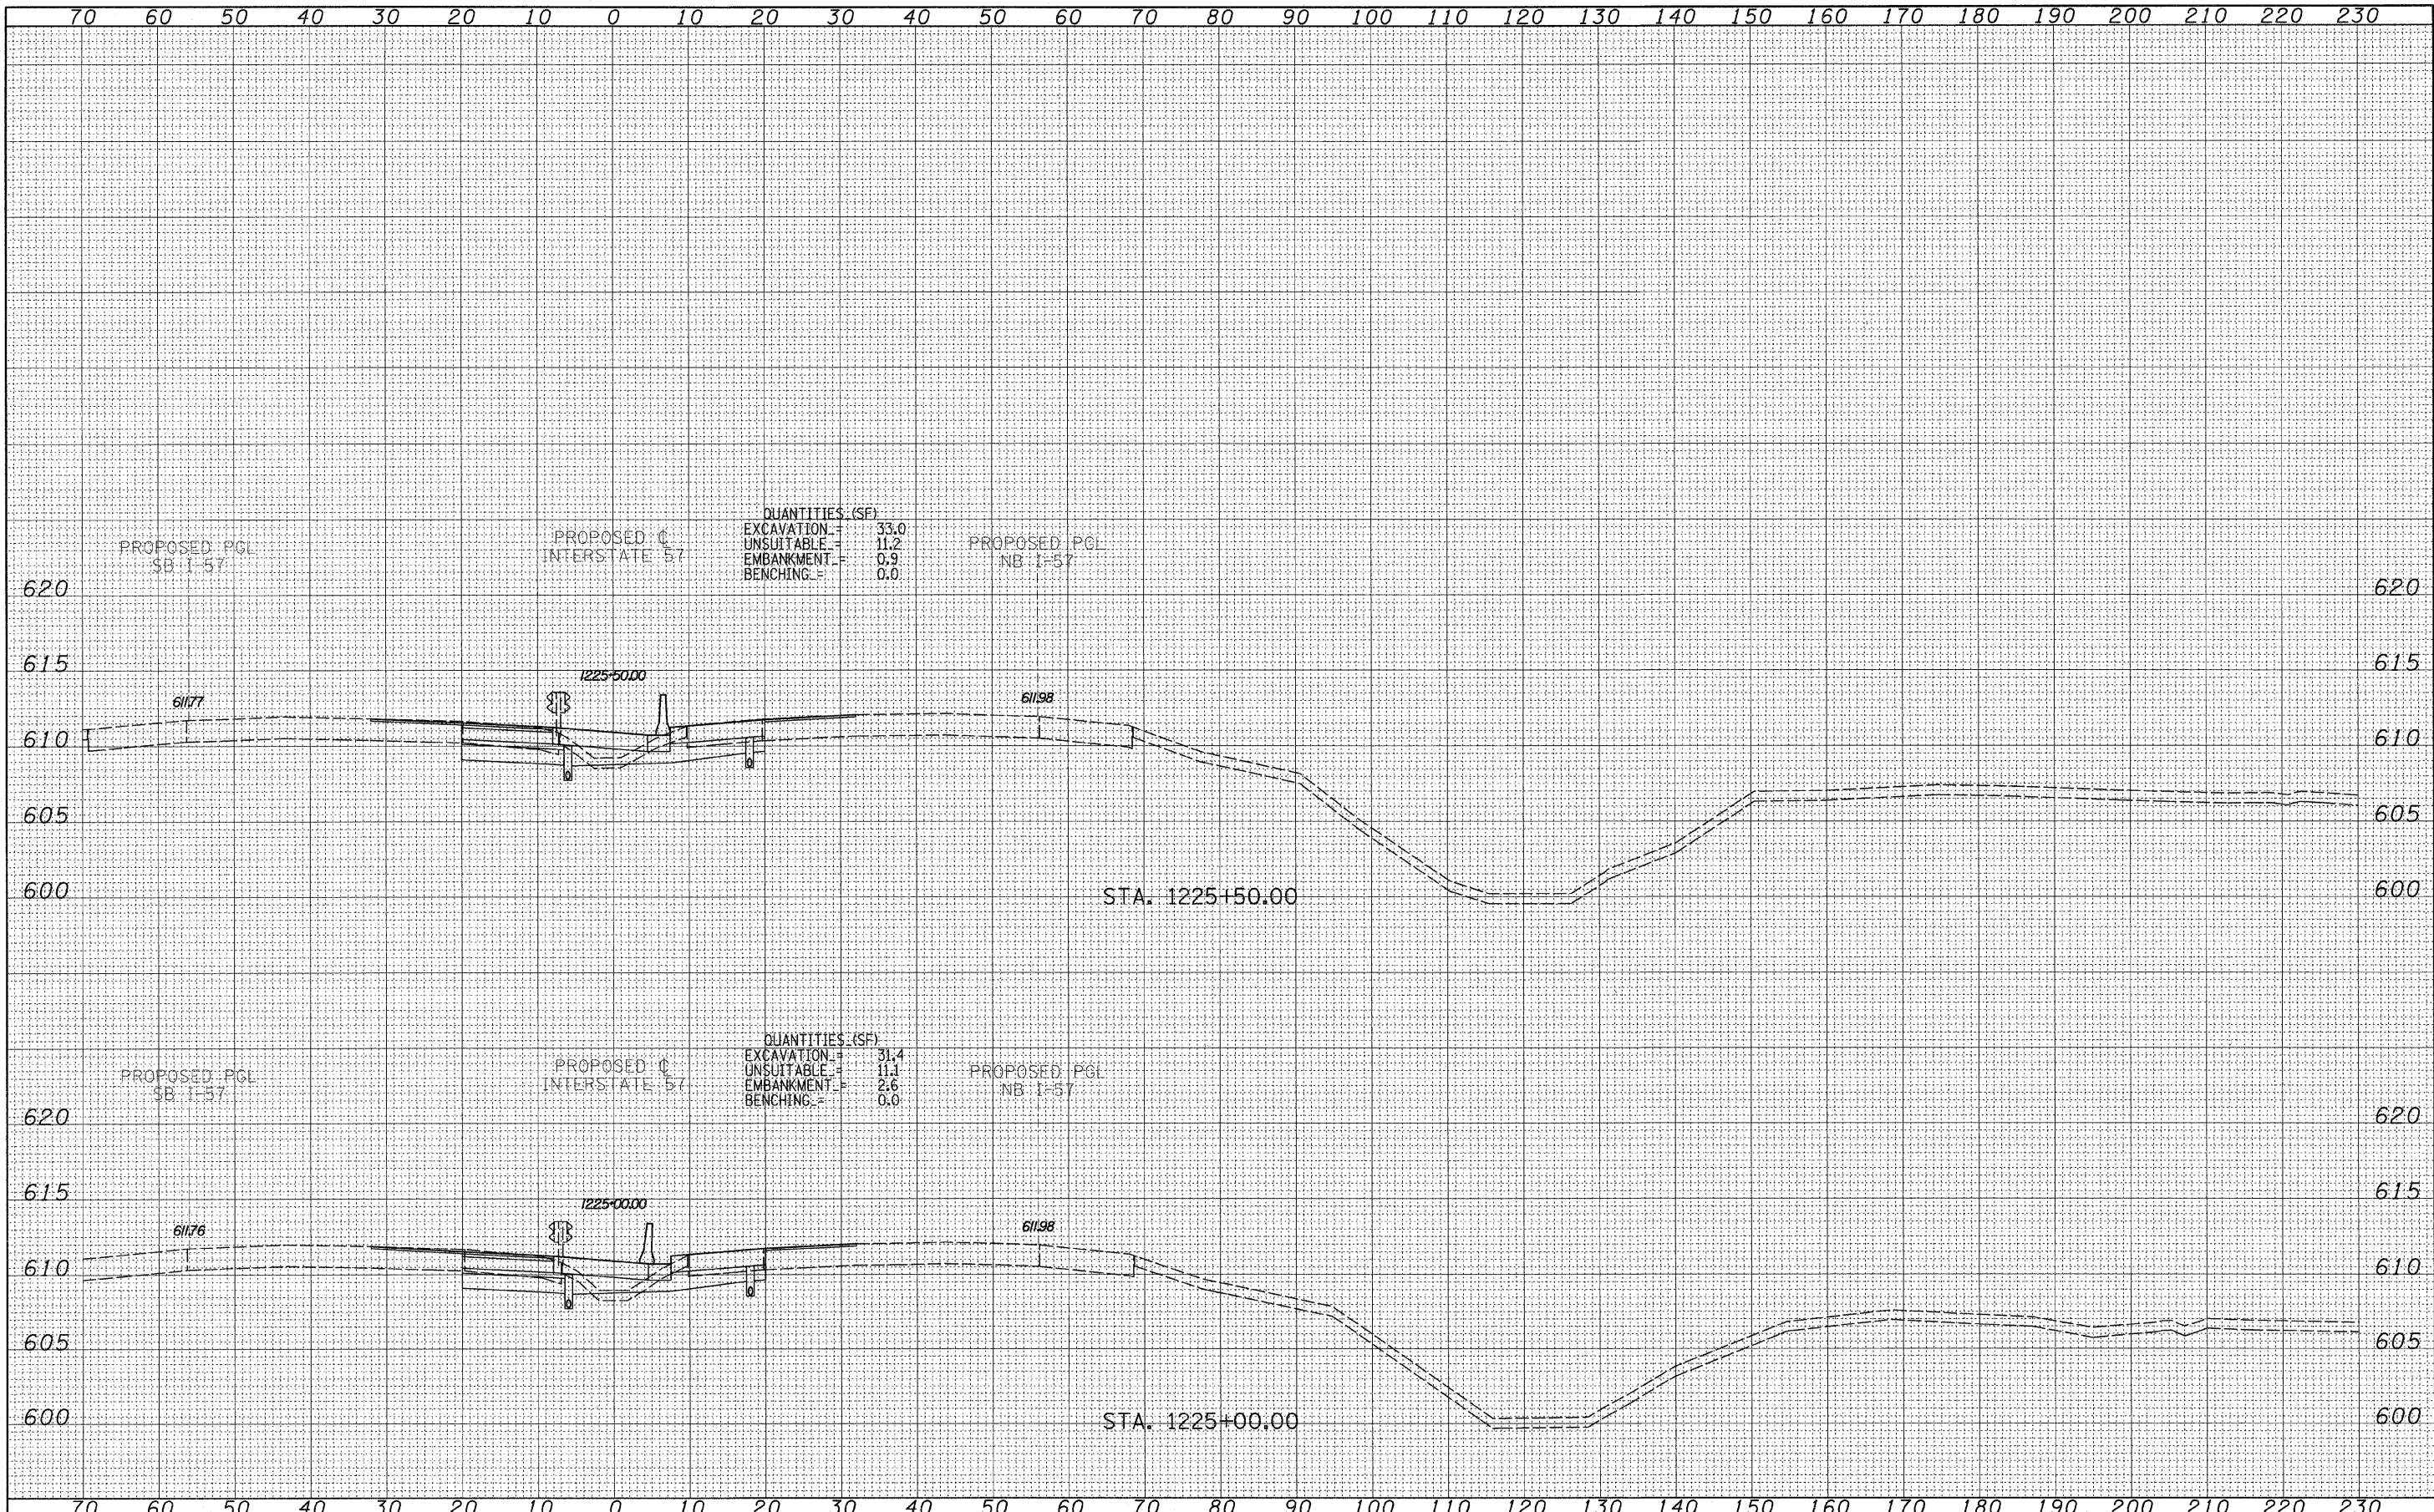 70 60 50 40 30 20 10 0 10 20 30 40 50 60 70 80 90 100 110 120 130 140 150 160 170 180 190 200 210 220 230
QUANTITIES (SF)
EXCAVATION = 33.0
UNSUITABLE = 11.2
EMBANKMENT = 0.9
BENCHING = 0.0
PROPOSED PGL
SB I-57
PROPOSED ℄
INTERSTATE 57
PROPOSED PGL
NB I-57
620 620
615 615
1225+50.00
611.77 611.98
610 610
605 605
600 STA. 1225+50.00 600
QUANTITIES (SF)
EXCAVATION = 31.4
UNSUITABLE = 11.1
EMBANKMENT = 2.6
BENCHING = 0.0
PROPOSED PGL
SB I-57
PROPOSED ℄
INTERSTATE 57
PROPOSED PGL
NB I-57
620 620
615 615
1225+00.00
611.76 611.98
610 610
605 605
600 STA. 1225+00.00 600
70 60 50 40 30 20 10 0 10 20 30 40 50 60 70 80 90 100 110 120 130 140 150 160 170 180 190 200 210 220 230